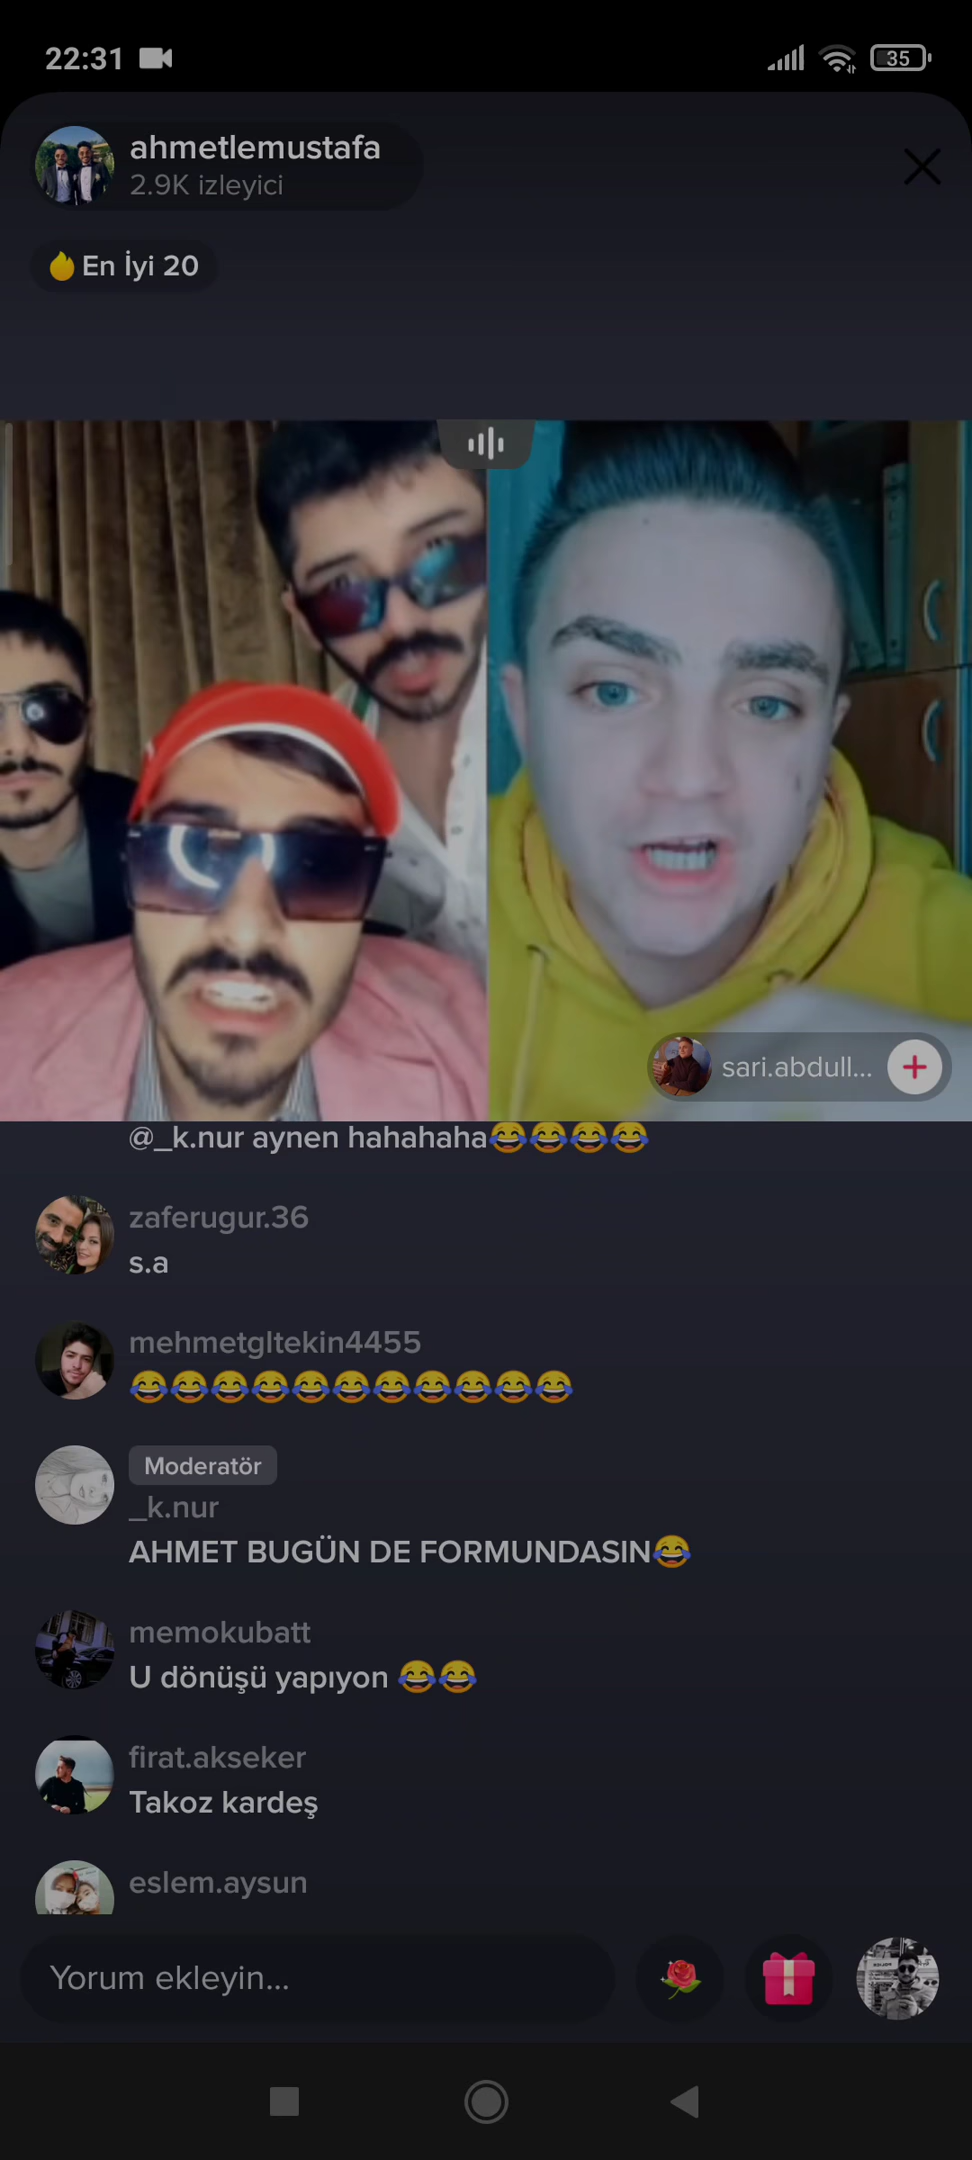 22:31
35
ahmetlemustafa
2.9K izleyici
En İyi 20
sari.abdull...
@_k.nur aynen hahahaha😂😂😂😂
zaferugur.36
s.a
mehmetgltekin4455
😂😂😂😂😂😂😂😂😂😂😂
Moderatör
_k.nur
AHMET BUGÜN DE FORMUNDASIN😂
memokubatt
U dönüşü yapıyon 😂😂
firat.akseker
Takoz kardeş
eslem.aysun
Yorum ekleyin...